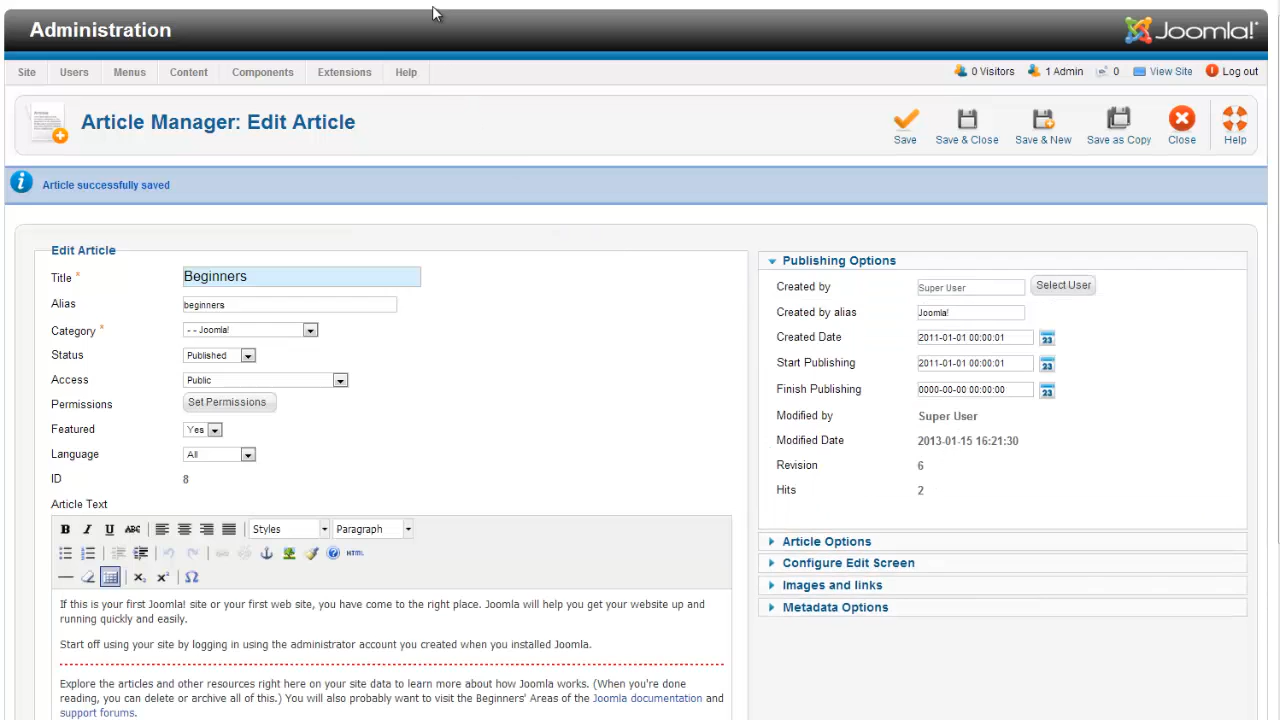 Administration
Joomla!
Site Users Menus Content Components Extensions Help
0 Visitors 1 Admin 0 View Site Log out
Article Manager: Edit Article
Save Save & Close Save & New Save as Copy Close Help
Article successfully saved
Edit Article
Title * Beginners
Alias beginners
Category * - - Joomla!
Status Published
Access Public
Permissions Set Permissions
Featured Yes
Language All
ID 8
Article Text
B I U ABC Styles Paragraph
HTML
x₂ x² Ω
If this is your first Joomla! site or your first web site, you have come to the right place. Joomla will help you get your website up and
running quickly and easily.
Start off using your site by logging in using the administrator account you created when you installed Joomla.
Explore the articles and other resources right here on your site data to learn more about how Joomla works. (When you're done
reading, you can delete or archive all of this.) You will also probably want to visit the Beginners' Areas of the Joomla documentation and
support forums.
Publishing Options
Created by Super User Select User
Created by alias Joomla!
Created Date 2011-01-01 00:00:01 23
Start Publishing 2011-01-01 00:00:01 23
Finish Publishing 0000-00-00 00:00:00 23
Modified by Super User
Modified Date 2013-01-15 16:21:30
Revision 6
Hits 2
Article Options
Configure Edit Screen
Images and links
Metadata Options